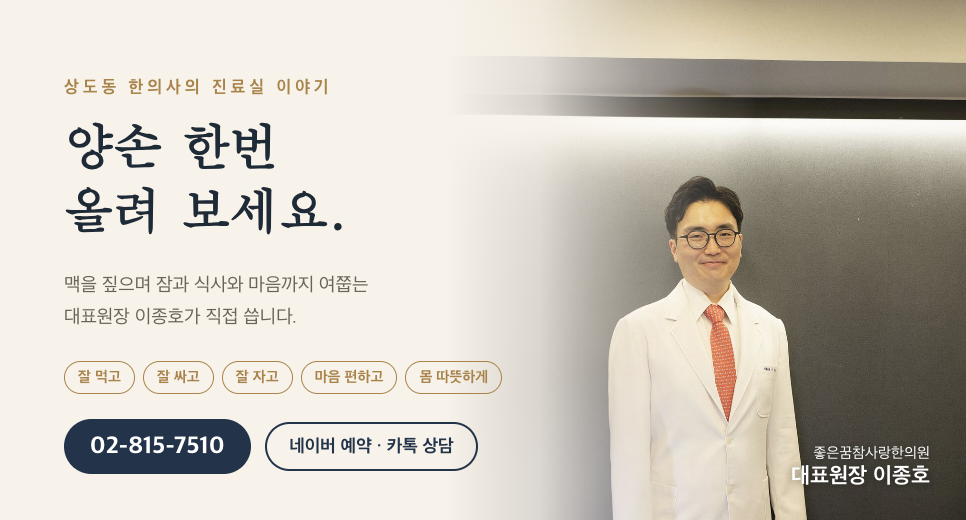 상도동 한의사의 진료실 이야기
양손 한번
올려 보세요.
맥을 짚으며 잠과 식사와 마음까지 여쭙는
대표원장 이종호가 직접 씁니다.
잘 먹고 잘 싸고 잘 자고 마음 편하고 몸 따뜻하게
02-815-7510 네이버 예약 · 카톡 상담
좋은꿈참사랑한의원
대표원장 이종호